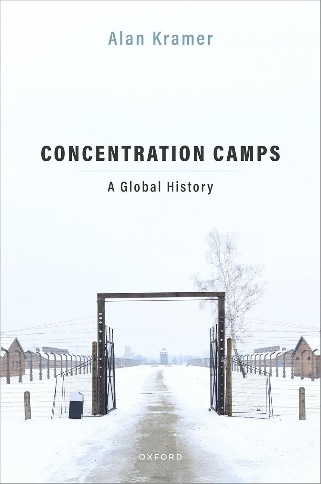 Alan Kramer
CONCENTRATION CAMPS
A Global History
OXFORD